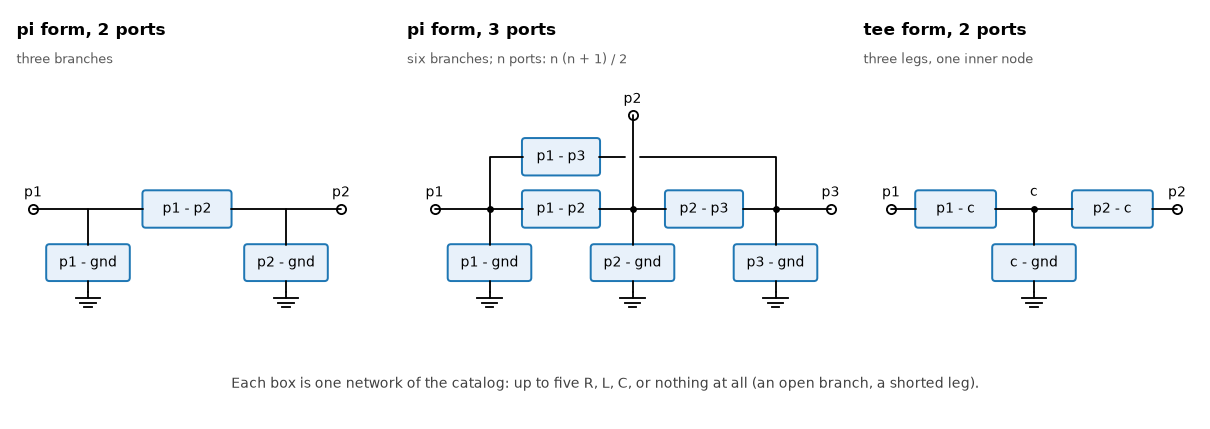 pi form, 2 ports
three branches
p1
p2
p1 - p2
p1 - gnd
p2 - gnd
pi form, 3 ports
six branches; n ports: n (n + 1) / 2
p2
p1 - p3
p1
p3
p1 - p2
p2 - p3
p1 - gnd
p2 - gnd
p3 - gnd
tee form, 2 ports
three legs, one inner node
p1
c
p2
p1 - c
p2 - c
c - gnd
Each box is one network of the catalog: up to five R, L, C, or nothing at all (an open branch, a shorted leg).